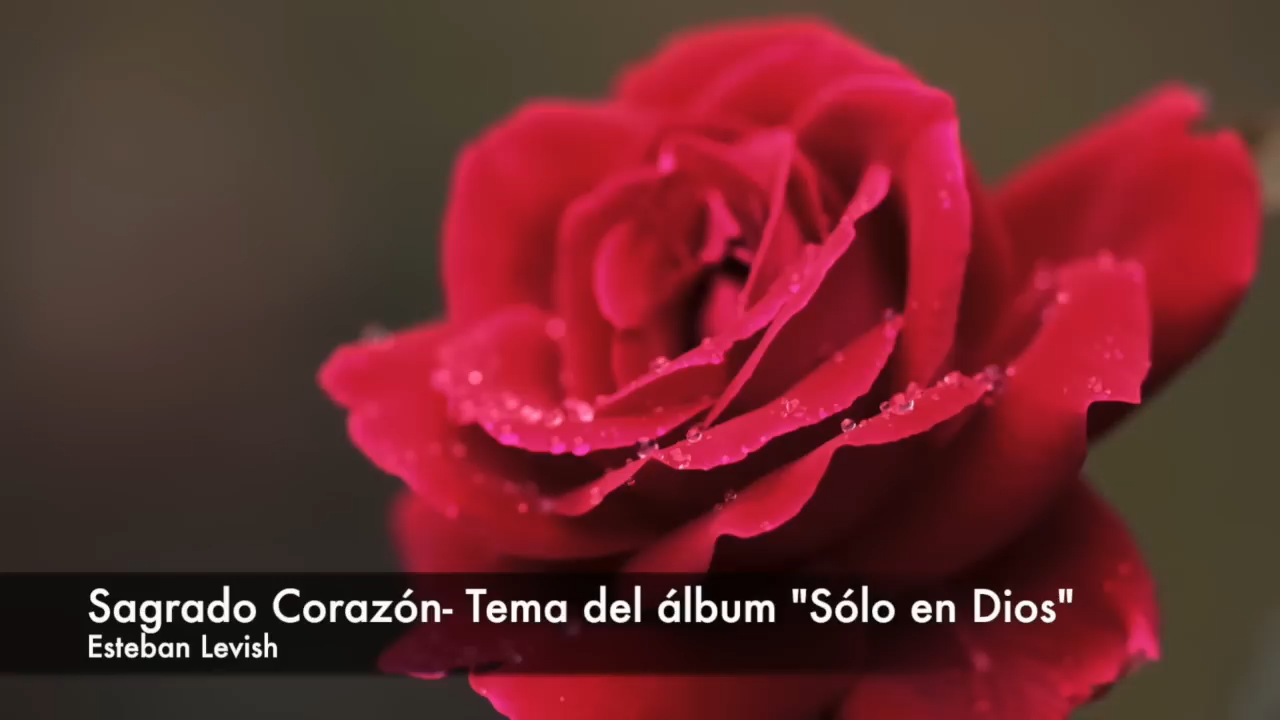 Sagrado Corazón- Tema del álbum "Sólo en Dios"
Esteban Levish